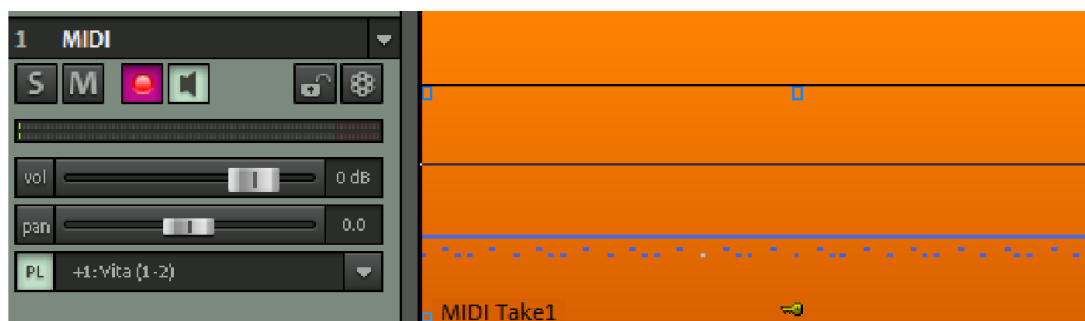 1 MIDI
S M
vol 0 dB
pan 0.0
PL +1:Vita (1-2)
MIDI Take1